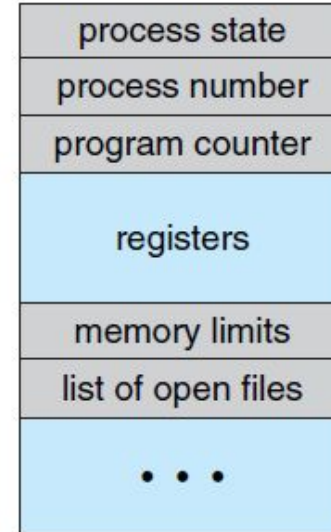 process state
process number
program counter
registers
memory limits
list of open files
• • •